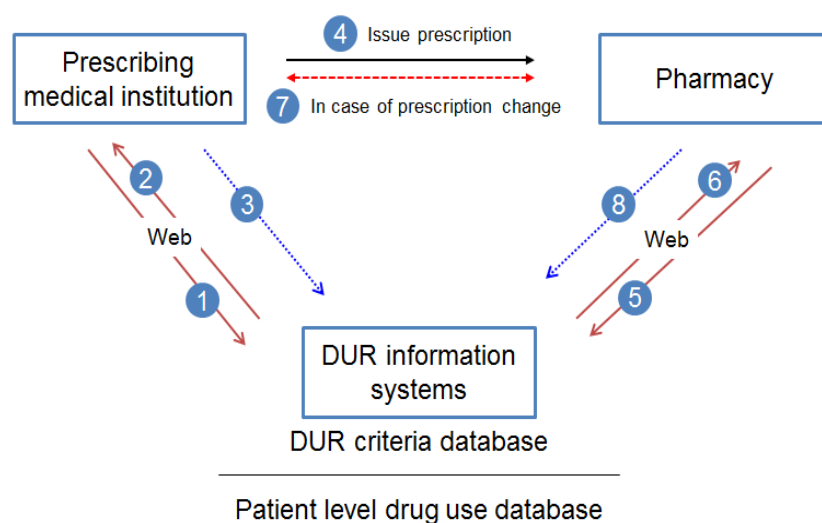 4 Issue prescription
Prescribing
medical institution
Pharmacy
7 In case of prescription change
2
3
6
8
Web
Web
1
5
DUR information
systems
DUR criteria database
Patient level drug use database